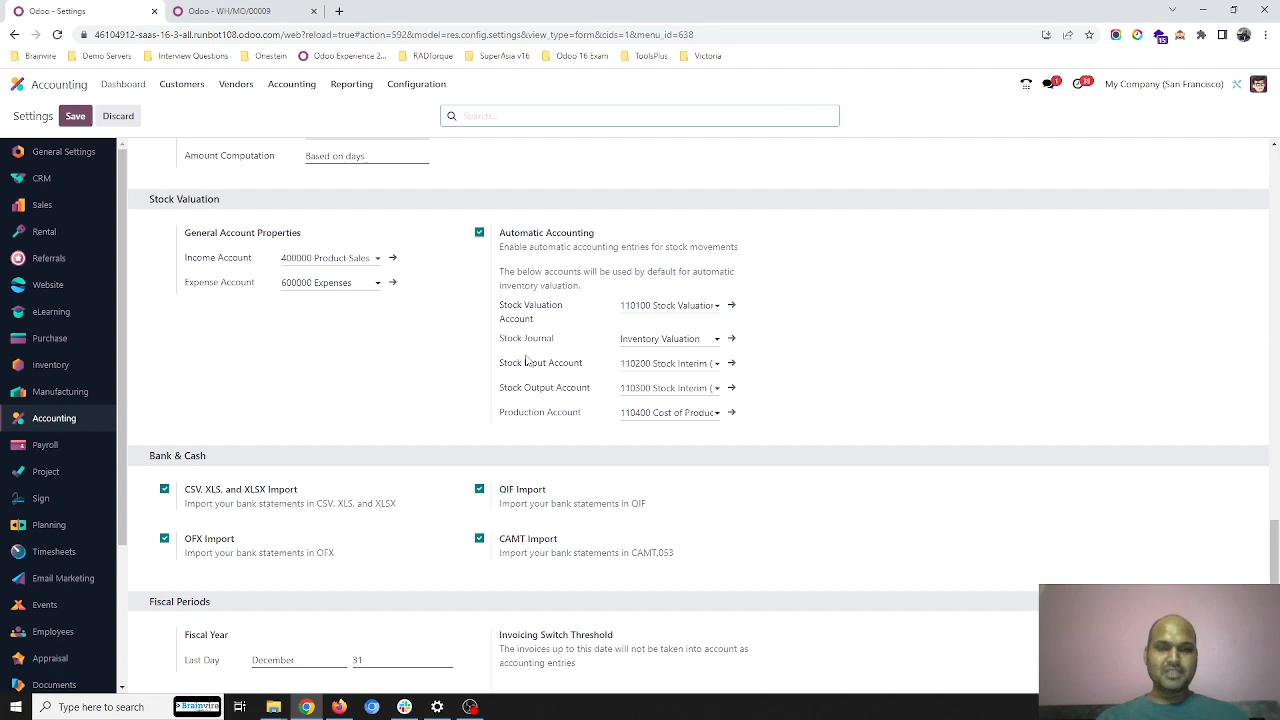 Odoo - Settings
Odoo - WH/MO/00009
46104912-saas-16-3-all.runbot108.odoo.com/web?reload=true#action=592&model=res.config.settings&view_type=form&cids=1&menu_id=638
Brainvire
Demo Servers
Interview Questions
Onestein
Odoo Experience 2...
RADTorque
SuperAsia v16
Odoo 16 Exam
ToolsPlus
Victoria
Accounting
Dashboard
Customers
Vendors
Accounting
Reporting
Configuration
1
35
My Company (San Francisco)
Settings
Save
Discard
Search...
General Settings
CRM
Sales
Rental
Referrals
Website
eLearning
Purchase
Inventory
Manufacturing
Accounting
Payroll
Project
Sign
Planning
Timesheets
Email Marketing
Events
Employees
Appraisal
Documents
Amount Computation
Based on days
Stock Valuation
General Account Properties
Income Account 400000 Product Sales
Expense Account 600000 Expenses
Automatic Accounting
Enable automatic accounting entries for stock movements
The below accounts will be used by default for automatic
inventory valuation.
Stock Valuation
Account
110100 Stock Valuation
Stock Journal Inventory Valuation
Stock Input Account 110200 Stock Interim (
Stock Output Account 110300 Stock Interim (
Production Account 110400 Cost of Produc
Bank & Cash
CSV, XLS, and XLSX Import
Import your bank statements in CSV, XLS, and XLSX
QIF Import
Import your bank statements in QIF
OFX Import
Import your bank statements in OFX
CAMT Import
Import your bank statements in CAMT.053
Fiscal Periods
Fiscal Year
Last Day December 31
Invoicing Switch Threshold
The invoices up to this date will not be taken into account as
accounting entries
Type here to search
> Brainvire